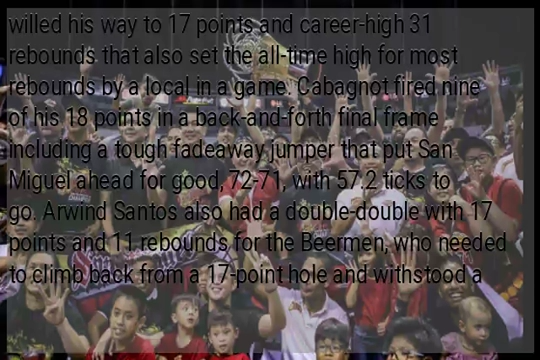 willed his way to 17 points and career-high 31
rebounds that also set the all-time high for most
rebounds by a local in a game. Cabagnot fired nine
of his 18 points in a back-and-forth final frame
including a tough fadeaway jumper that put San
Miguel ahead for good, 72-71, with 57.2 ticks to
go. Arwind Santos also had a double-double with 17
points and 11 rebounds for the Beermen, who needed
to climb back from a 17-point hole and withstood a